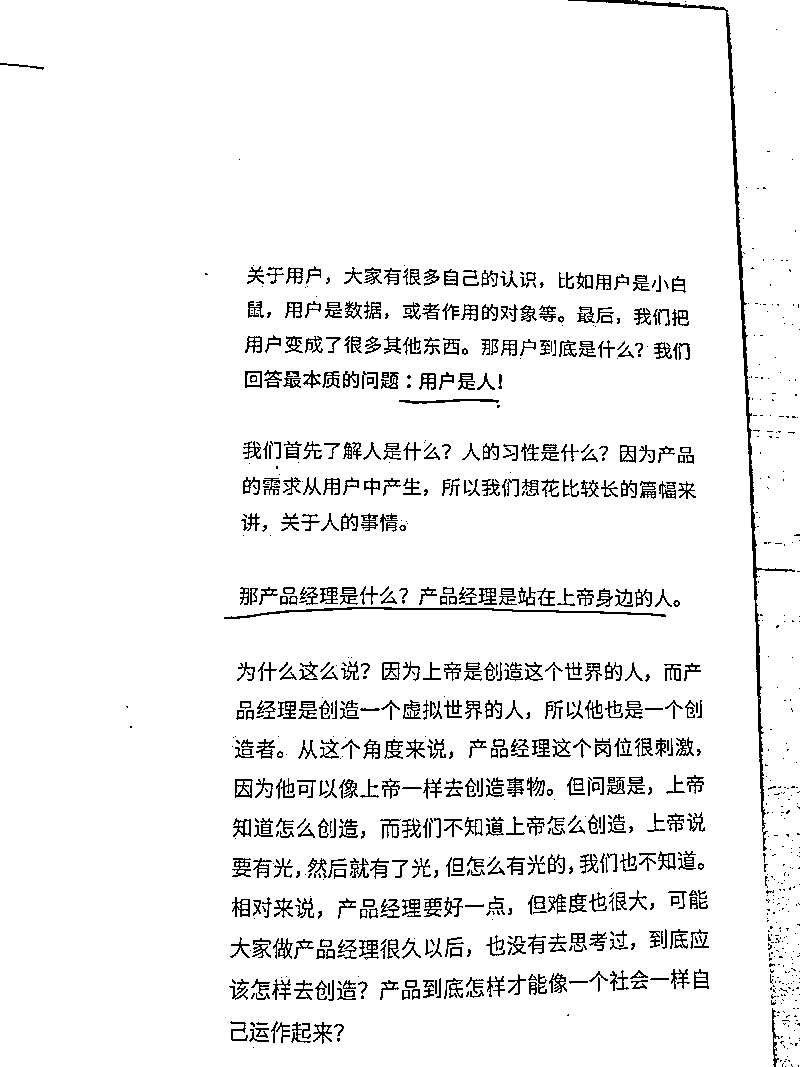 关于用户，大家有很多自己的认识，比如用户是小白
鼠，用户是数据，或者作用的对象等。最后，我们把
用户变成了很多其他东西。那用户到底是什么？我们
回答最本质的问题：用户是人！
我们首先了解人是什么？人的习性是什么？因为产品
的需求从用户中产生，所以我们想花比较长的篇幅来
讲，关于人的事情。
那产品经理是什么？产品经理是站在上帝身边的人。
为什么这么说？因为上帝是创造这个世界的人，而产
品经理是创造一个虚拟世界的人，所以他也是一个创
造者。从这个角度来说，产品经理这个岗位很刺激，
因为他可以像上帝一样去创造事物。但问题是，上帝
知道怎么创造，而我们不知道上帝怎么创造，上帝说
要有光，然后就有了光，但怎么有光的，我们也不知道。
相对来说，产品经理要好一点，但难度也很大，可能
大家做产品经理很久以后，也没有去思考过，到底应
该怎样去创造？产品到底怎样才能像一个社会一样自
己运作起来？